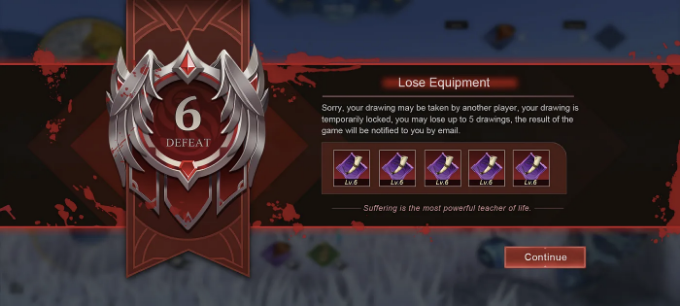 6
DEFEAT
Lose Equipment
Sorry, your drawing may be taken by another player, your drawing is
temporarily locked, you may lose up to 5 drawings, the result of the
game will be notified to you by email.
Lv.6 Lv.6 Lv.6 Lv.6 Lv.6
Suffering is the most powerful teacher of life.
Continue